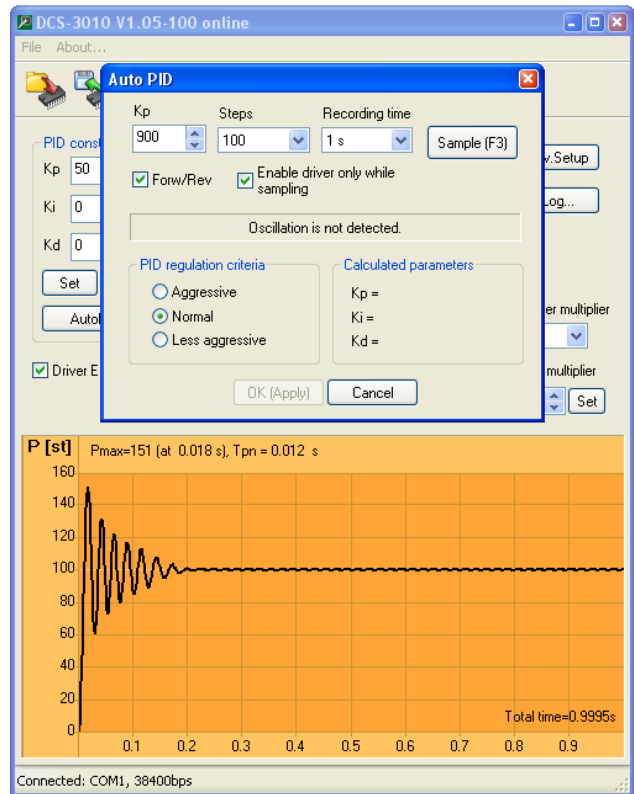 DCS-3010 V1.05-100 online
File About...
Auto PID
Kp Steps Recording time
900 100 1 s Sample (F3)
Forw/Rev Enable driver only while
sampling
Oscillation is not detected.
PID regulation criteria Calculated parameters
Aggressive Kp =
Normal Ki =
Less aggressive Kd =
OK (Apply) Cancel
PID
Kp 50
Ki 0
Kd 0
Set
Driver E
v.Setup
Log...
er multiplier
multiplier
Set
P [st] Pmax=151 (at 0.018 s), Tpn = 0.012 s
160
140
120
100
80
60
40
20
0
Total time=0.9995s
0.1 0.2 0.3 0.4 0.5 0.6 0.7 0.8 0.9
Connected: COM1, 38400bps